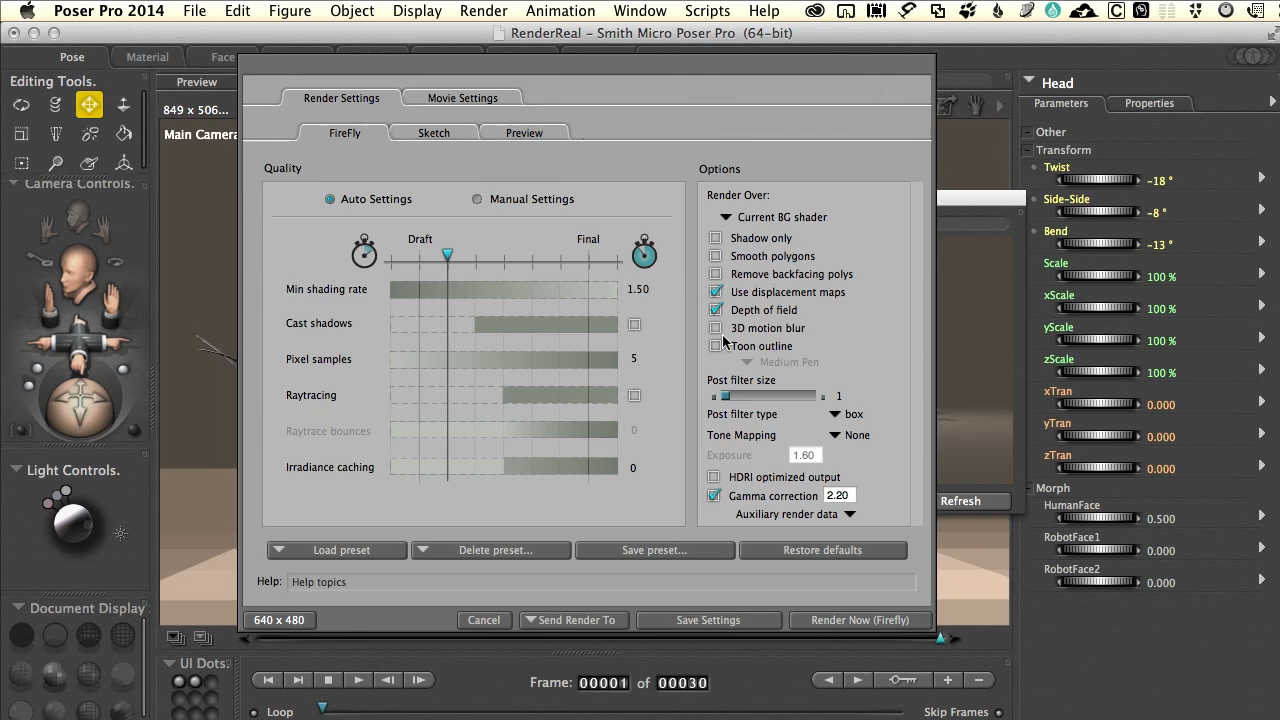 Poser Pro 2014 File Edit Figure Object Display Render Animation Window Scripts Help
RenderReal – Smith Micro Poser Pro (64-bit)
Pose Material Face
Editing Tools.
Preview
849 x 506...
Main Camera
Camera Controls.
Light Controls.
Document Display
UI Dots.
Render Settings Movie Settings
FireFly Sketch Preview
Quality
Auto Settings Manual Settings
Draft Final
Min shading rate 1.50
Cast shadows
Pixel samples 5
Raytracing
Raytrace bounces 0
Irradiance caching 0
Options
Render Over:
Current BG shader
Shadow only
Smooth polygons
Remove backfacing polys
Use displacement maps
Depth of field
3D motion blur
Toon outline
Medium Pen
Post filter size
1
Post filter type box
Tone Mapping None
Exposure 1.60
HDRI optimized output
Gamma correction 2.20
Auxiliary render data
Load preset Delete preset... Save preset... Restore defaults
Help: Help topics
640 x 480 Cancel Send Render To Save Settings Render Now (Firefly)
Refresh
Head
Parameters Properties
Other
Transform
Twist
-18 °
Side-Side
-8 °
Bend
-13 °
Scale
100 %
xScale
100 %
yScale
100 %
zScale
100 %
xTran
0.000
yTran
0.000
zTran
0.000
Morph
HumanFace
0.500
RobotFace1
0.000
RobotFace2
0.000
Frame: 00001 of 00030
Loop Skip Frames